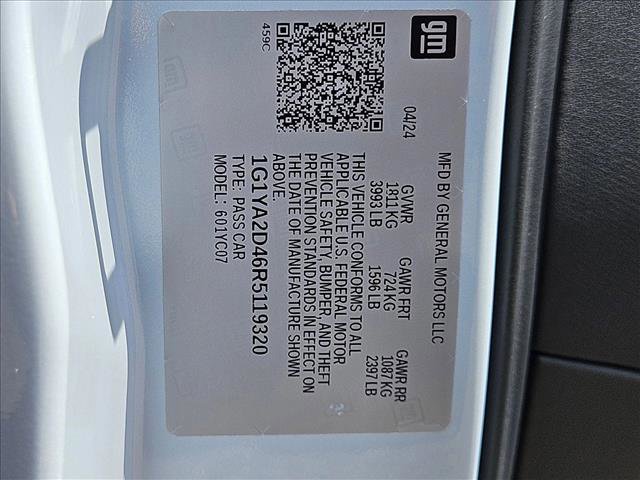 gm
459C
MFD BY GENERAL MOTORS LLC
04/24
GVWR GAWR FRT GAWR RR
1811 KG 724 KG 1087 KG
3993 LB 1596 LB 2397 LB
THIS VEHICLE CONFORMS TO ALL
APPLICABLE U.S. FEDERAL MOTOR
VEHICLE SAFETY, BUMPER, AND THEFT
PREVENTION STANDARDS IN EFFECT ON
THE DATE OF MANUFACTURE SHOWN
ABOVE.
1G1YA2D46R5119320
TYPE: PASS CAR
MODEL: 601YC07